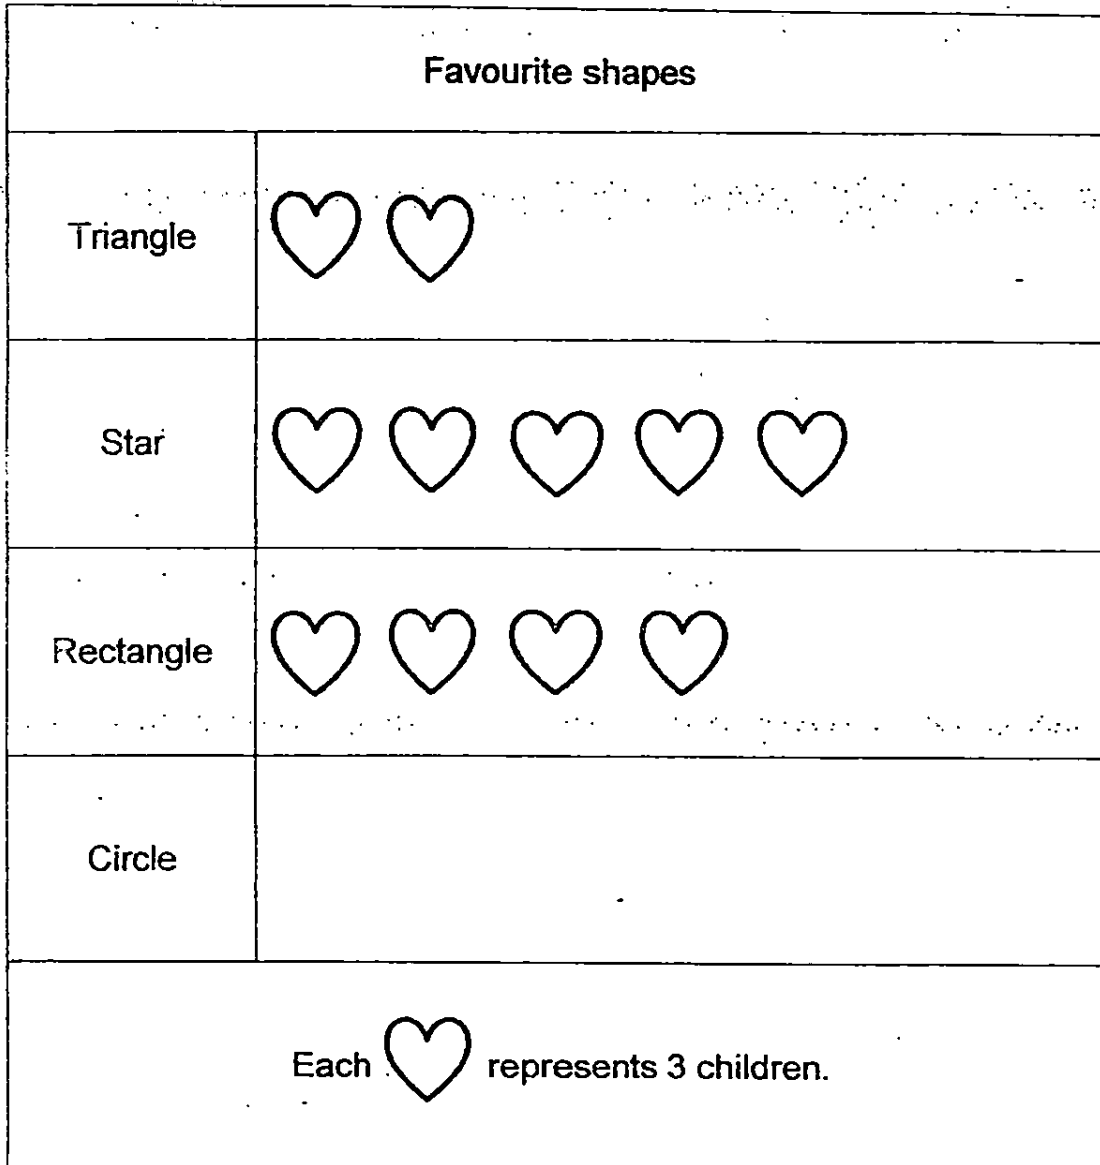 Favourite shapes
Triangle
Star
Rectangle
Circle
Each represents 3 children.